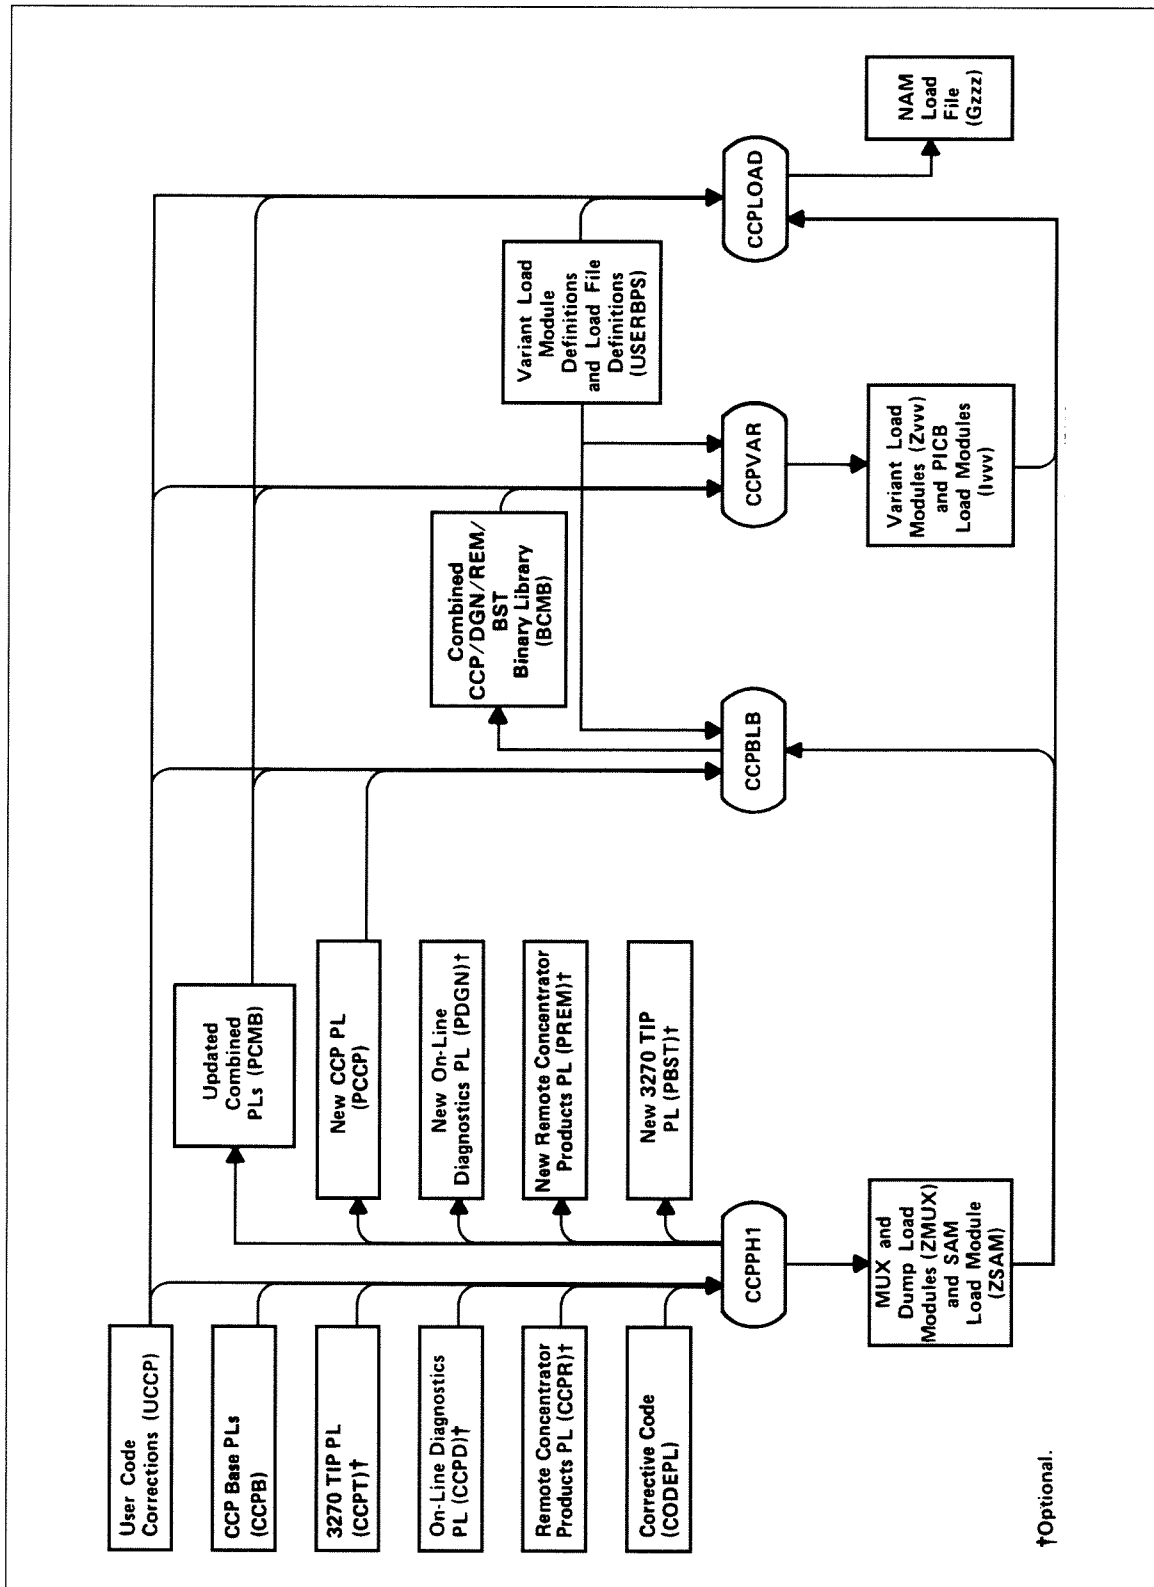 User Code
Corrections (UCCP)
CCP Base PLs
(CCPB)
3270 TIP PL
(CCPT)†
On-Line Diagnostics
PL (CCPD)†
Remote Concentrator
Products PL (CCPR)†
Corrective Code
(CODEPL)
CCPPH1
MUX and
Dump Load
Modules (ZMUX)
and SAM
Load Module
(ZSAM)
Updated
Combined
PLs (PCMB)
New CCP PL
(PCCP)
New On-Line
Diagnostics PL (PDGN)†
New Remote Concentrator
Products PL (PREM)†
New 3270 TIP
PL (PBST)†
CCPBLB
Combined
CCP/DGN/REM/
BST
Binary Library
(BCMB)
CCPVAR
Variant Load
Modules (Zvvv)
and PICB
Load Modules
(Ivvv)
Variant Load
Module
Definitions
and Load File
Definitions
(USERBPS)
CCPLOAD
NAM
Load
File
(Gzzz)
†Optional.